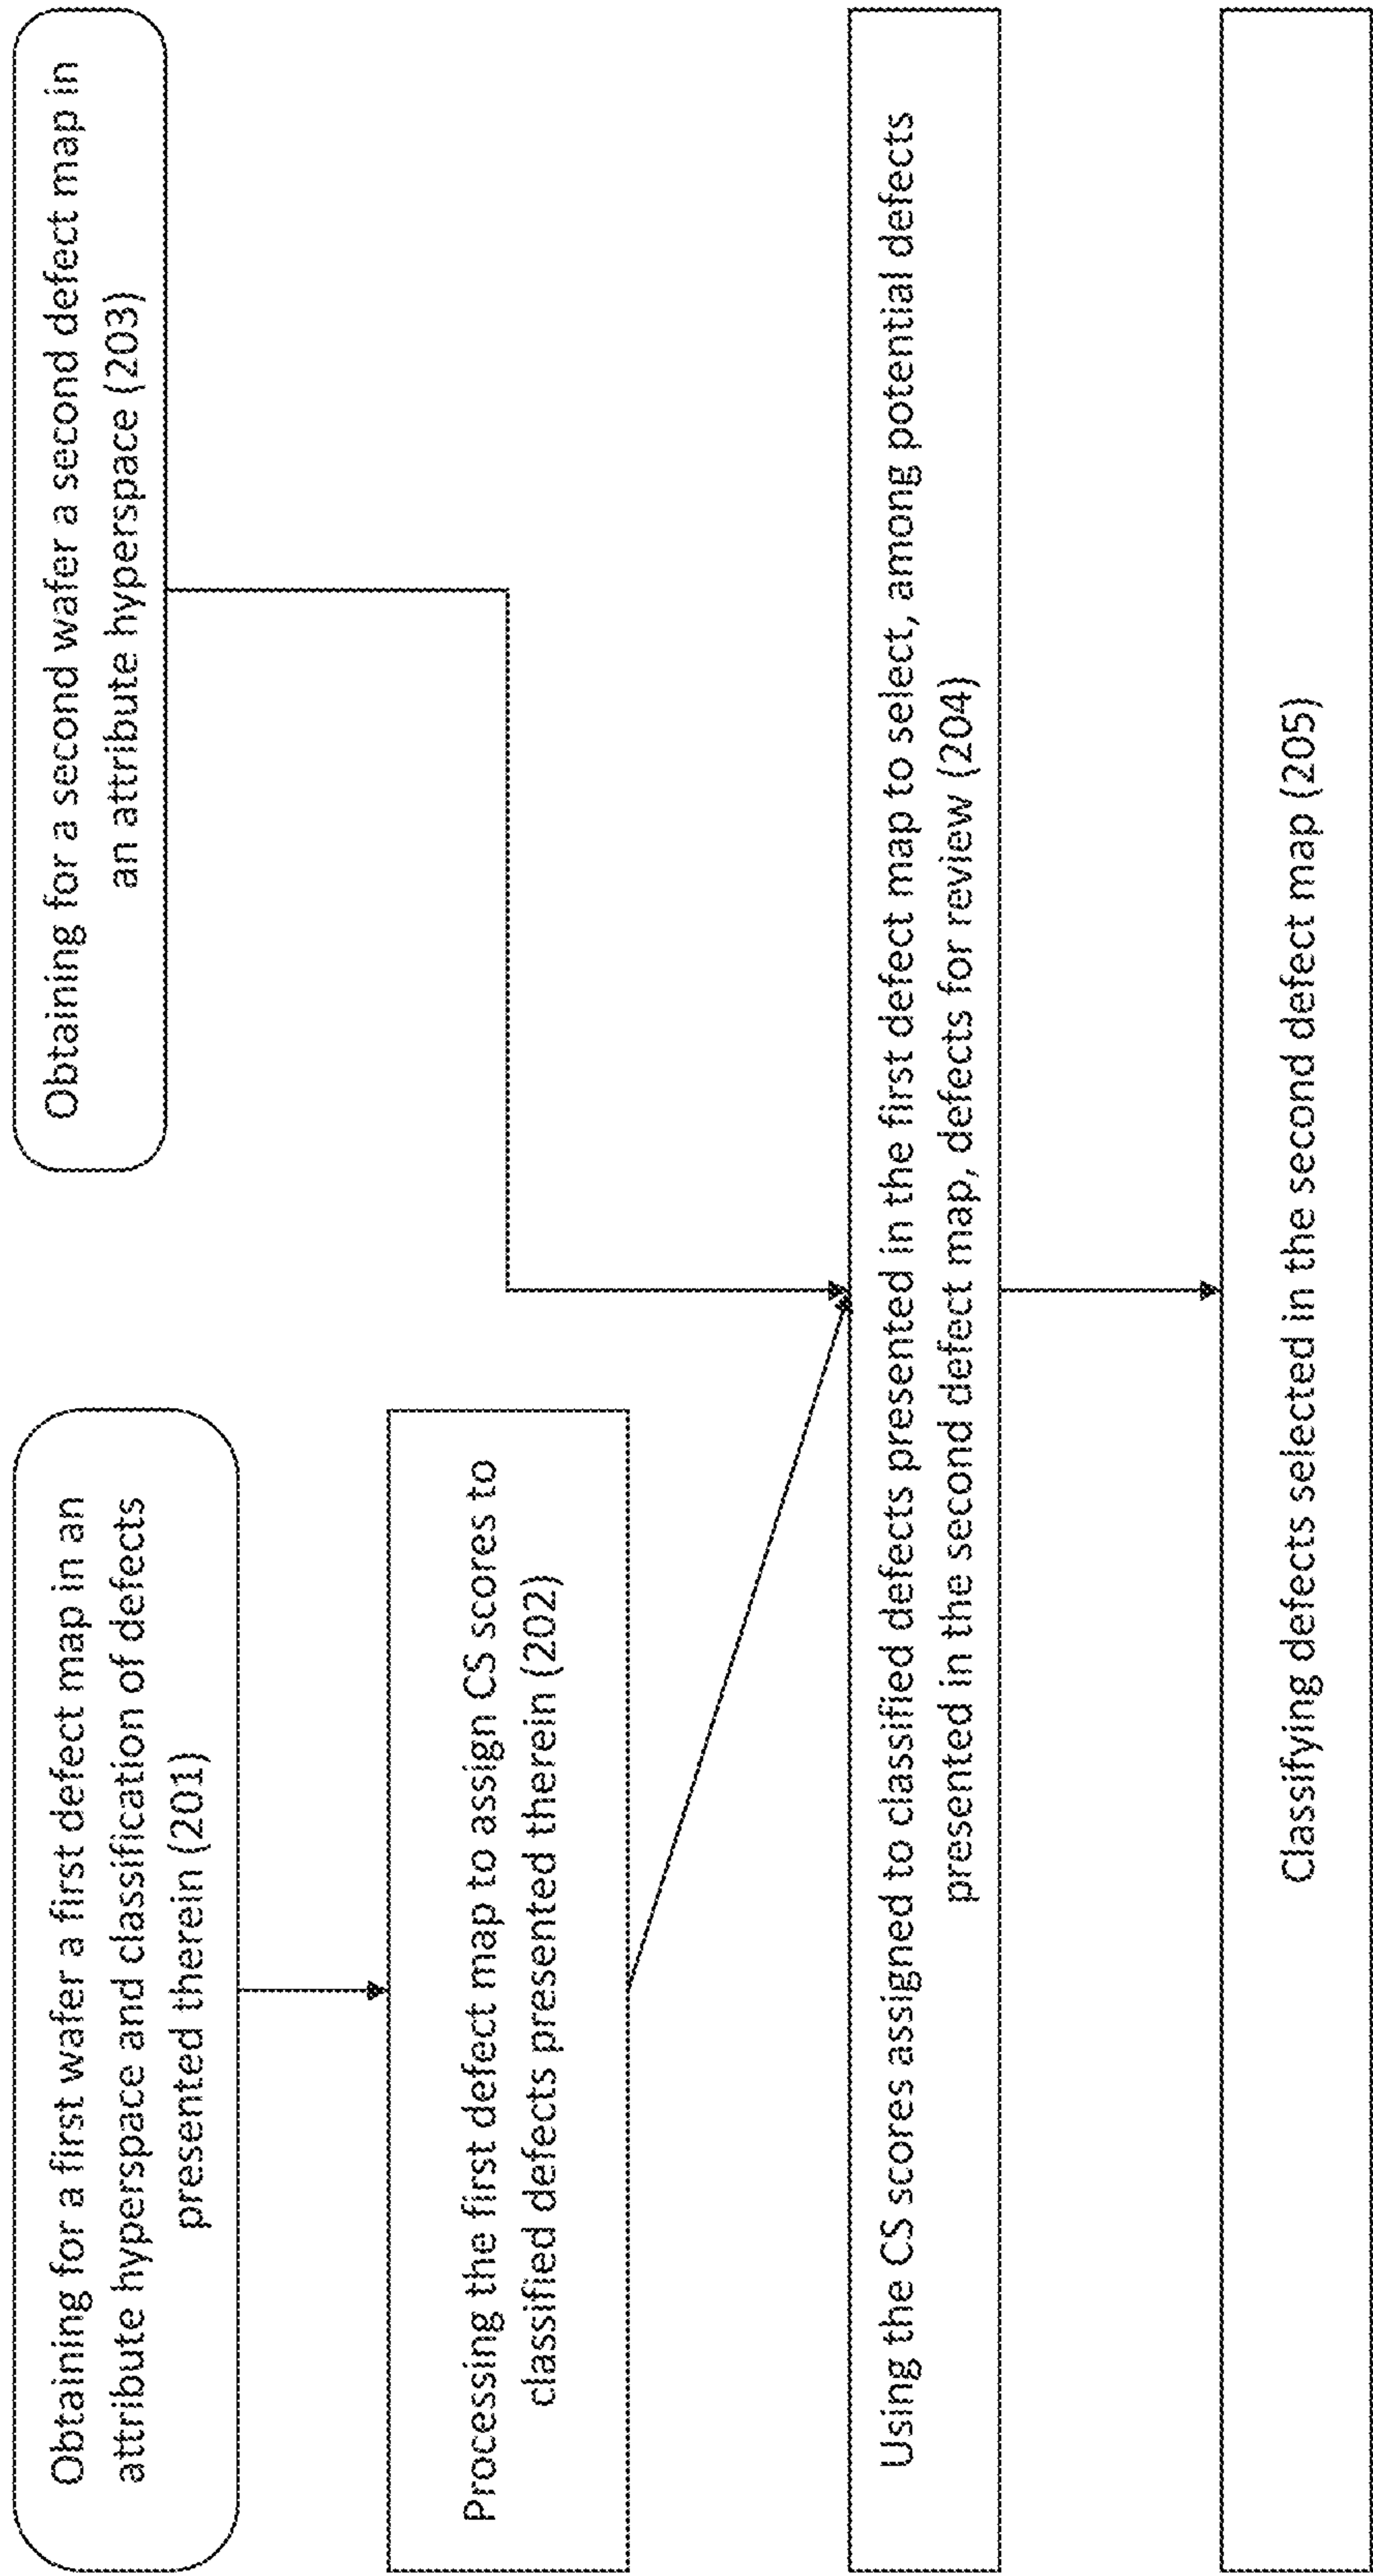 Obtaining for a first wafer a first defect map in an
attribute hyperspace and classification of defects
presented therein (201)
Obtaining for a second wafer a second defect map in
an attribute hyperspace (203)
Processing the first defect map to assign CS scores to
classified defects presented therein (202)
Using the CS scores assigned to classified defects presented in the first defect map to select, among potential defects
presented in the second defect map, defects for review (204)
Classifying defects selected in the second defect map (205)